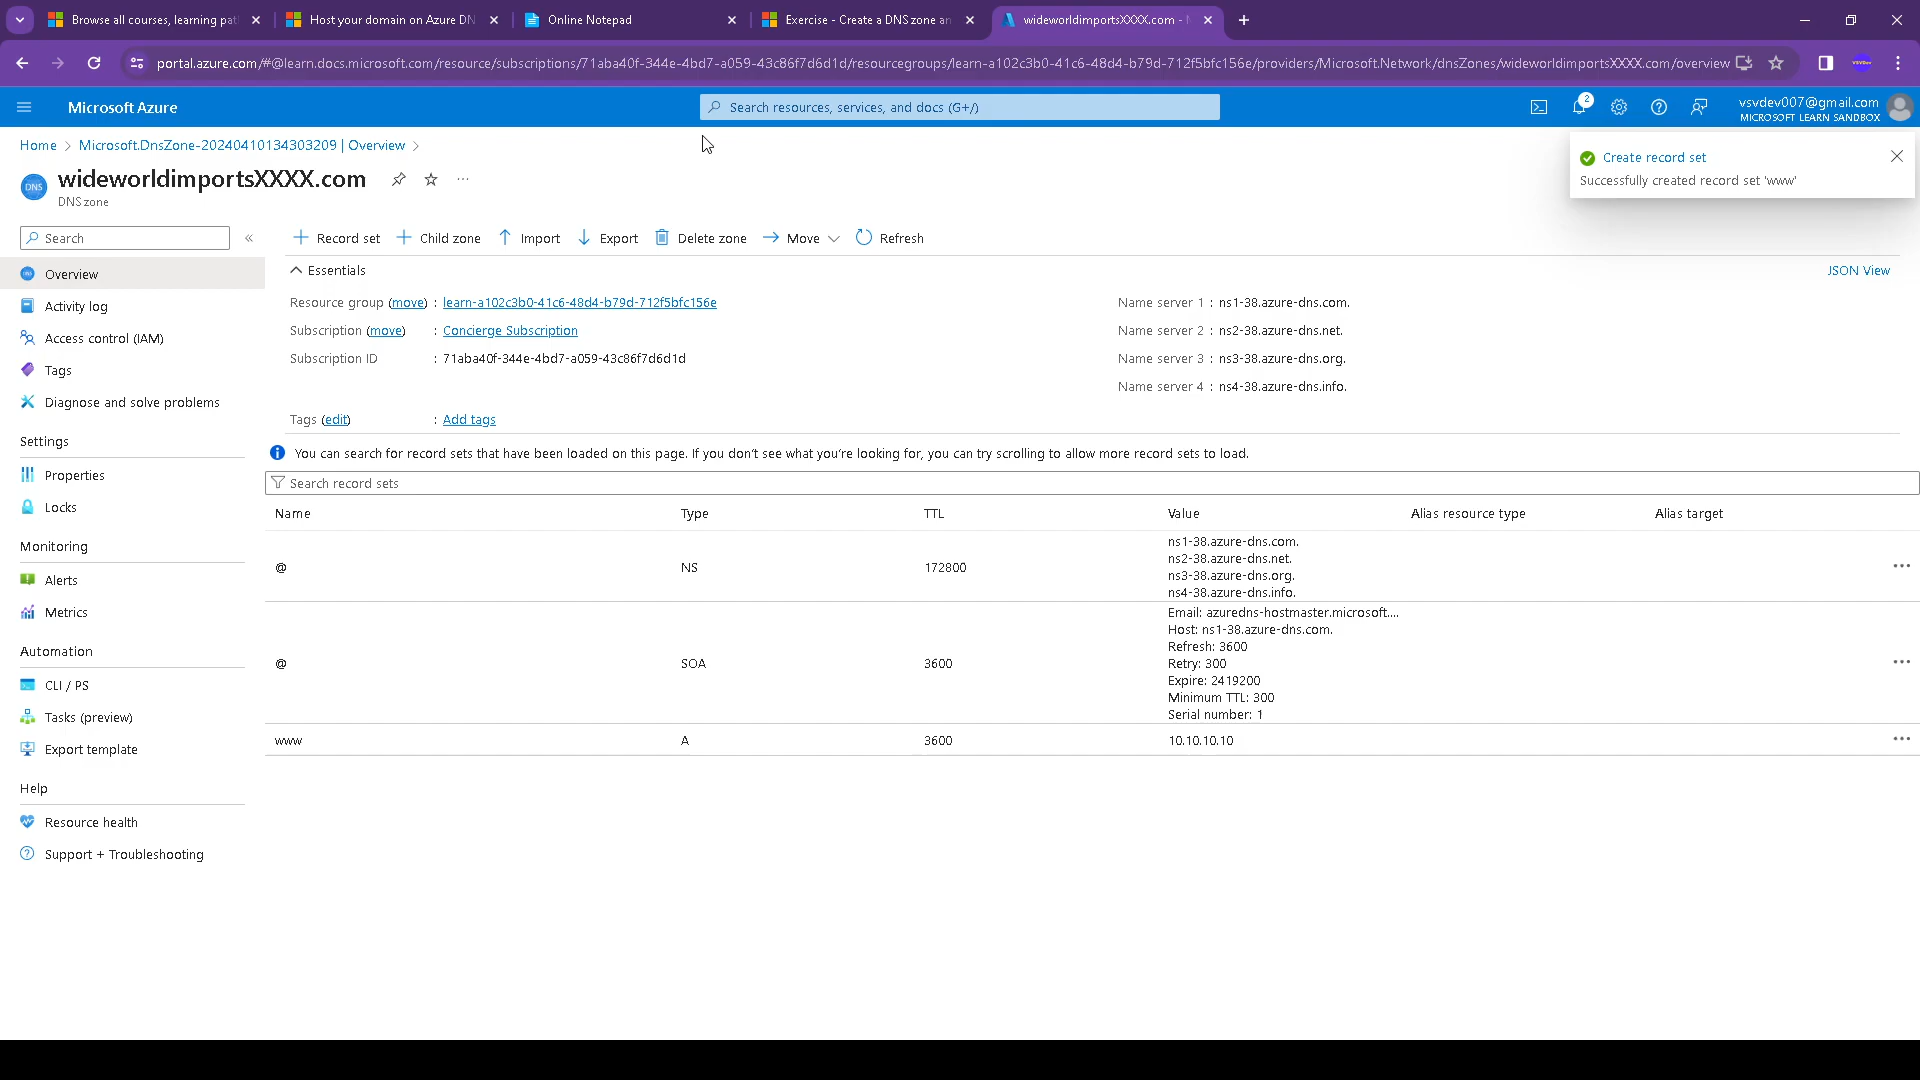 Browse all courses, learning pat
Host your domain on Azure DN
Online Notepad
Exercise - Create a DNS zone an
wideworldimportsXXXX.com - M
portal.azure.com/#@learn.docs.microsoft.com/resource/subscriptions/71aba40f-344e-4bd7-a059-43c86f7d6d1d/resourcegroups/learn-a102c3b0-41c6-48d4-b79d-712f5bfc156e/providers/Microsoft.Network/dnsZones/wideworldimportsXXXX.com/overview
Microsoft Azure
Search resources, services, and docs (G+/)
2
vsvdev007@gmail.com
MICROSOFT LEARN SANDBOX
Home > Microsoft.DnsZone-20240410134303209 | Overview >
DNS
wideworldimportsXXXX.com
DNS zone
Create record set
Successfully created record set 'www'
Search
Record set
Child zone
Import
Export
Delete zone
Move
Refresh
Overview
Activity log
Access control (IAM)
Tags
Diagnose and solve problems
Settings
Properties
Locks
Monitoring
Alerts
Metrics
Automation
CLI / PS
Tasks (preview)
Export template
Help
Resource health
Support + Troubleshooting
Essentials
JSON View
Resource group (move) : learn-a102c3b0-41c6-48d4-b79d-712f5bfc156e
Subscription (move) : Concierge Subscription
Subscription ID : 71aba40f-344e-4bd7-a059-43c86f7d6d1d
Name server 1 : ns1-38.azure-dns.com.
Name server 2 : ns2-38.azure-dns.net.
Name server 3 : ns3-38.azure-dns.org.
Name server 4 : ns4-38.azure-dns.info.
Tags (edit) : Add tags
You can search for record sets that have been loaded on this page. If you don't see what you're looking for, you can try scrolling to allow more record sets to load.
Search record sets
Name Type TTL Value Alias resource type Alias target
@ NS 172800
ns1-38.azure-dns.com.
ns2-38.azure-dns.net.
ns3-38.azure-dns.org.
ns4-38.azure-dns.info.
@ SOA 3600
Email: azuredns-hostmaster.microsoft....
Host: ns1-38.azure-dns.com.
Refresh: 3600
Retry: 300
Expire: 2419200
Minimum TTL: 300
Serial number: 1
www A 3600 10.10.10.10